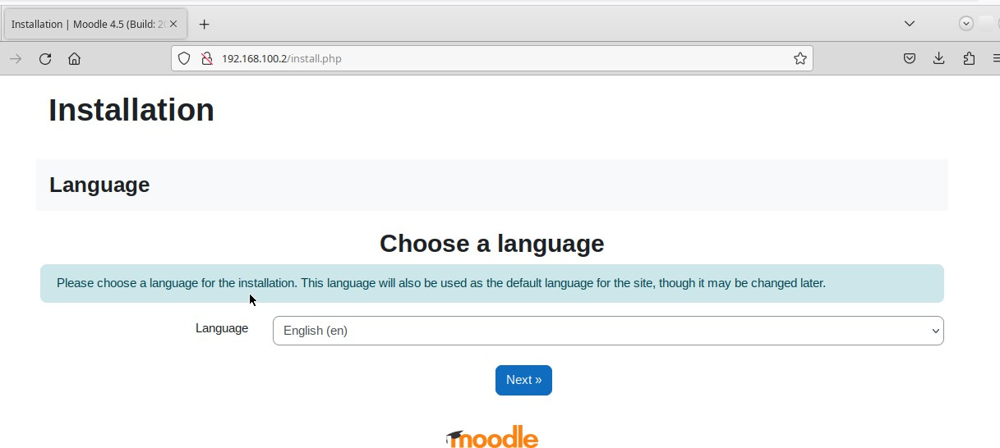 Installation | Moodle 4.5 (Build: 20
192.168.100.2/install.php
Installation
Language
Choose a language
Please choose a language for the installation. This language will also be used as the default language for the site, though it may be changed later.
Language
English (en)
Next »
moodle